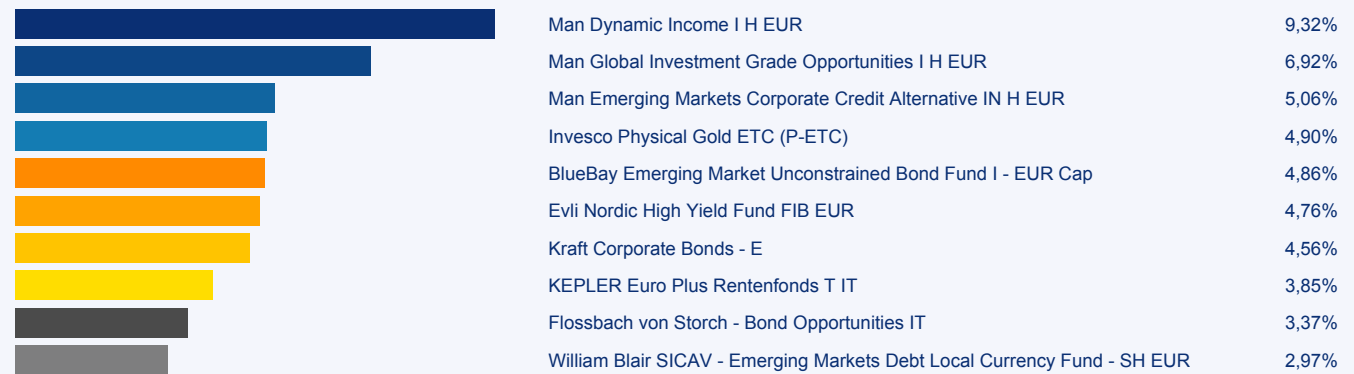 Man Dynamic Income I H EUR 9,32%
Man Global Investment Grade Opportunities I H EUR 6,92%
Man Emerging Markets Corporate Credit Alternative IN H EUR 5,06%
Invesco Physical Gold ETC (P-ETC) 4,90%
BlueBay Emerging Market Unconstrained Bond Fund I - EUR Cap 4,86%
Evli Nordic High Yield Fund FIB EUR 4,76%
Kraft Corporate Bonds - E 4,56%
KEPLER Euro Plus Rentenfonds T IT 3,85%
Flossbach von Storch - Bond Opportunities IT 3,37%
William Blair SICAV - Emerging Markets Debt Local Currency Fund - SH EUR 2,97%